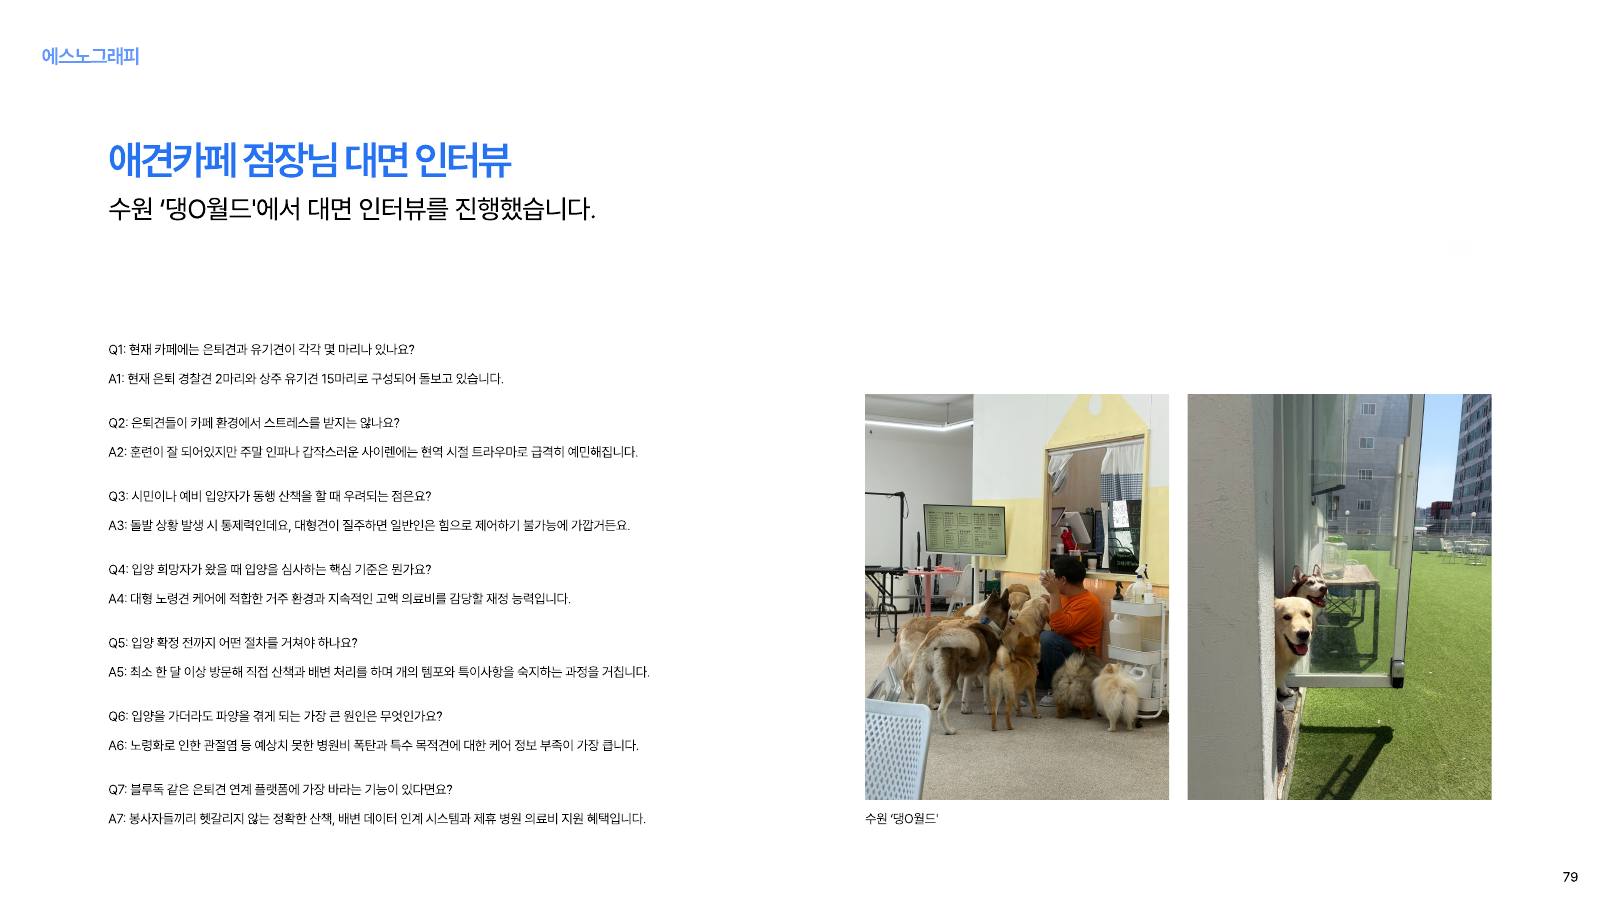 에스노그래피
애견카페 점장님 대면 인터뷰
수원 ‘댕O월드'에서 대면 인터뷰를 진행했습니다.
Q1: 현재 카페에는 은퇴견과 유기견이 각각 몇 마리나 있나요?
A1: 현재 은퇴 경찰견 2마리와 상주 유기견 15마리로 구성되어 돌보고 있습니다.
Q2: 은퇴견들이 카페 환경에서 스트레스를 받지는 않나요?
A2: 훈련이 잘 되어있지만 주말 인파나 갑작스러운 사이렌에는 현역 시절 트라우마로 급격히 예민해집니다.
Q3: 시민이나 예비 입양자가 동행 산책을 할 때 우려되는 점은요?
A3: 돌발 상황 발생 시 통제력인데요, 대형견이 질주하면 일반인은 힘으로 제어하기 불가능에 가깝거든요.
Q4: 입양 희망자가 왔을 때 입양을 심사하는 핵심 기준은 뭔가요?
A4: 대형 노령견 케어에 적합한 거주 환경과 지속적인 고액 의료비를 감당할 재정 능력입니다.
Q5: 입양 확정 전까지 어떤 절차를 거쳐야 하나요?
A5: 최소 한 달 이상 방문해 직접 산책과 배변 처리를 하며 개의 템포와 특이사항을 숙지하는 과정을 거칩니다.
Q6: 입양을 가더라도 파양을 겪게 되는 가장 큰 원인은 무엇인가요?
A6: 노령화로 인한 관절염 등 예상치 못한 병원비 폭탄과 특수 목적견에 대한 케어 정보 부족이 가장 큽니다.
Q7: 블루독 같은 은퇴견 연계 플랫폼에 가장 바라는 기능이 있다면요?
A7: 봉사자들끼리 헷갈리지 않는 정확한 산책, 배변 데이터 인계 시스템과 제휴 병원 의료비 지원 혜택입니다.
수원 ‘댕O월드'
79